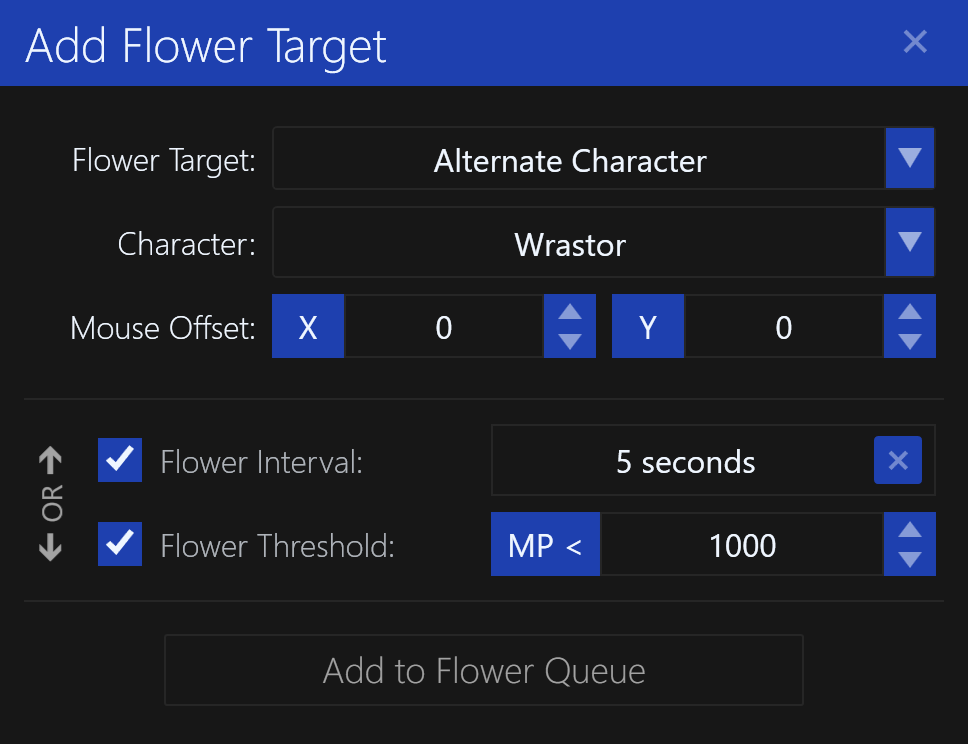 Add Flower Target
Flower Target: Alternate Character
Character: Wrastor
Mouse Offset: X 0 Y 0
OR
Flower Interval: 5 seconds
Flower Threshold: MP < 1000
Add to Flower Queue